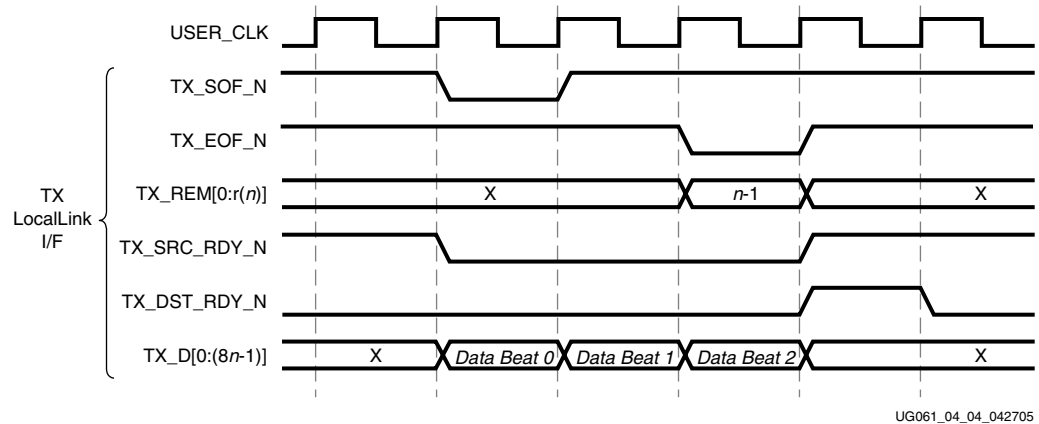 USER_CLK
TX_SOF_N
TX_EOF_N
TX
LocalLink
I/F
TX_REM[0:r(n)]
X
n-1
X
TX_SRC_RDY_N
TX_DST_RDY_N
TX_D[0:(8n-1)]
X
Data Beat 0
Data Beat 1
Data Beat 2
X
UG061_04_04_042705